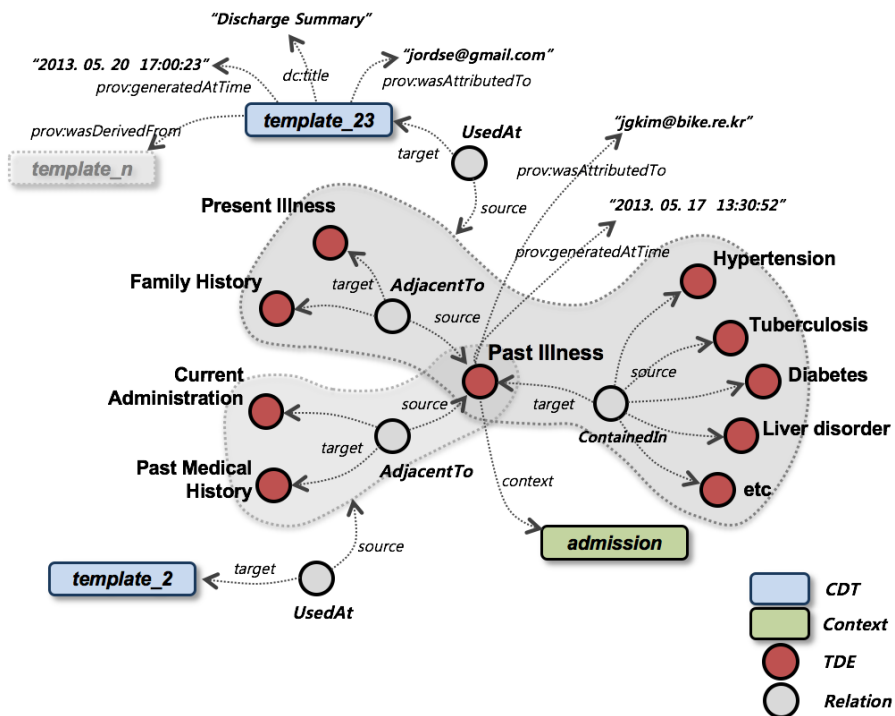 “Discharge Summary”
“2013. 05. 20 17:00:23”
“jordse@gmail.com”
prov:generatedAtTime
dc:title
prov:wasAttributedTo
template_23
prov:wasDerivedFrom
template_n
UsedAt
target
source
“jgkim@bike.re.kr”
prov:wasAttributedTo
“2013. 05. 17 13:30:52”
prov:generatedAtTime
Present Illness
Family History
target
AdjacentTo
source
Hypertension
Tuberculosis
Diabetes
Liver disorder
etc
source
target
ContainedIn
Past Illness
Current
Administration
Past Medical
History
source
target
AdjacentTo
context
admission
source
target
template_2
UsedAt
CDT
Context
TDE
Relation